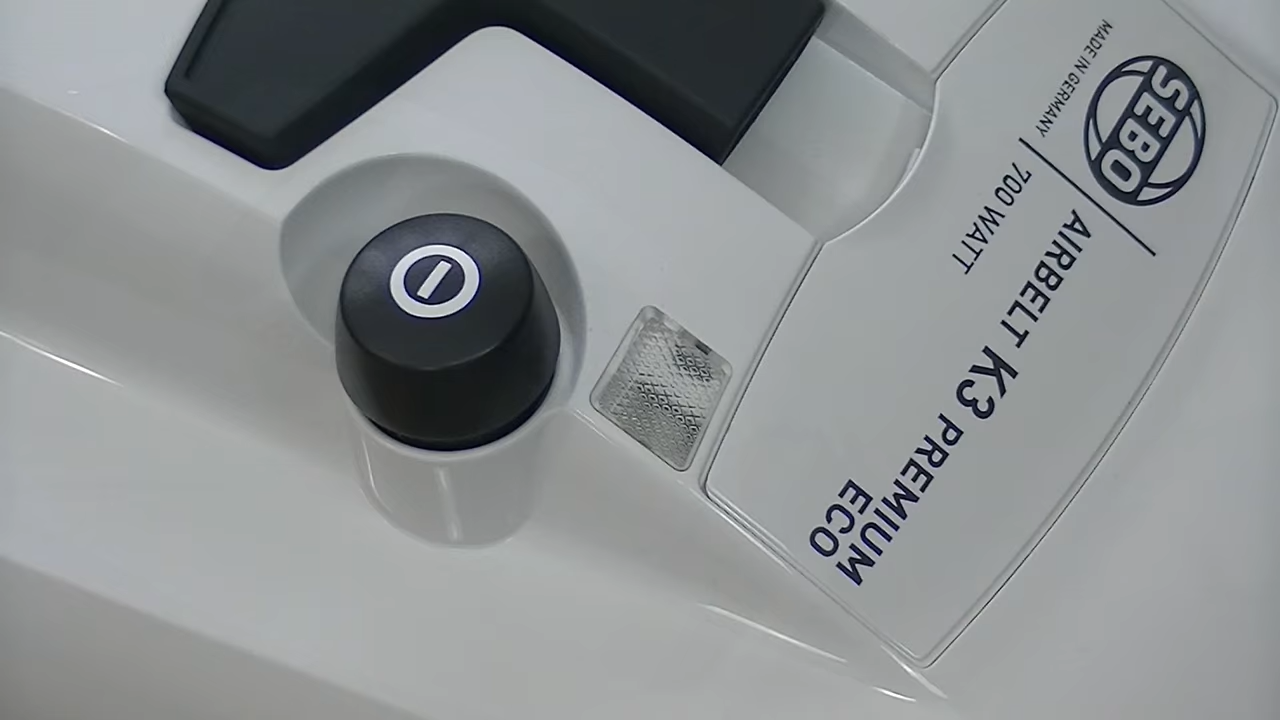 SEBO
MADE IN GERMANY
AIRBELT K3 PREMIUM
700 WATT
ECO